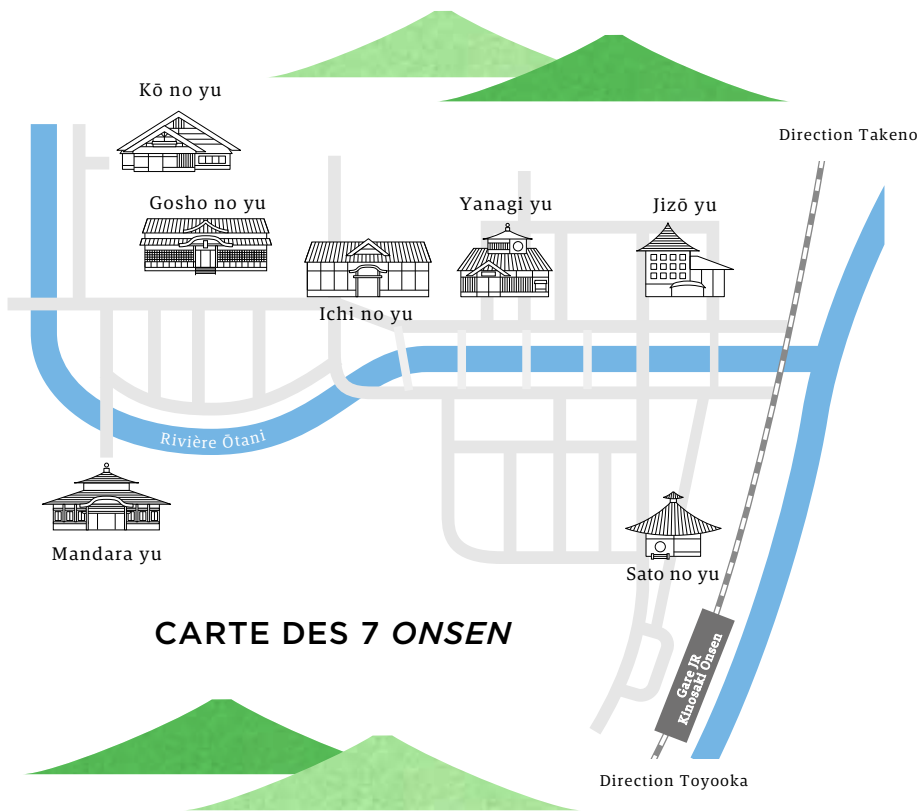 Kō no yu
Direction Takeno
Gosho no yu
Yanagi yu
Jizō yu
Ichi no yu
Rivière Ōtani
Mandara yu
Sato no yu
CARTE DES 7 ONSEN
Gare JR
Kinosaki Onsen
Direction Toyooka